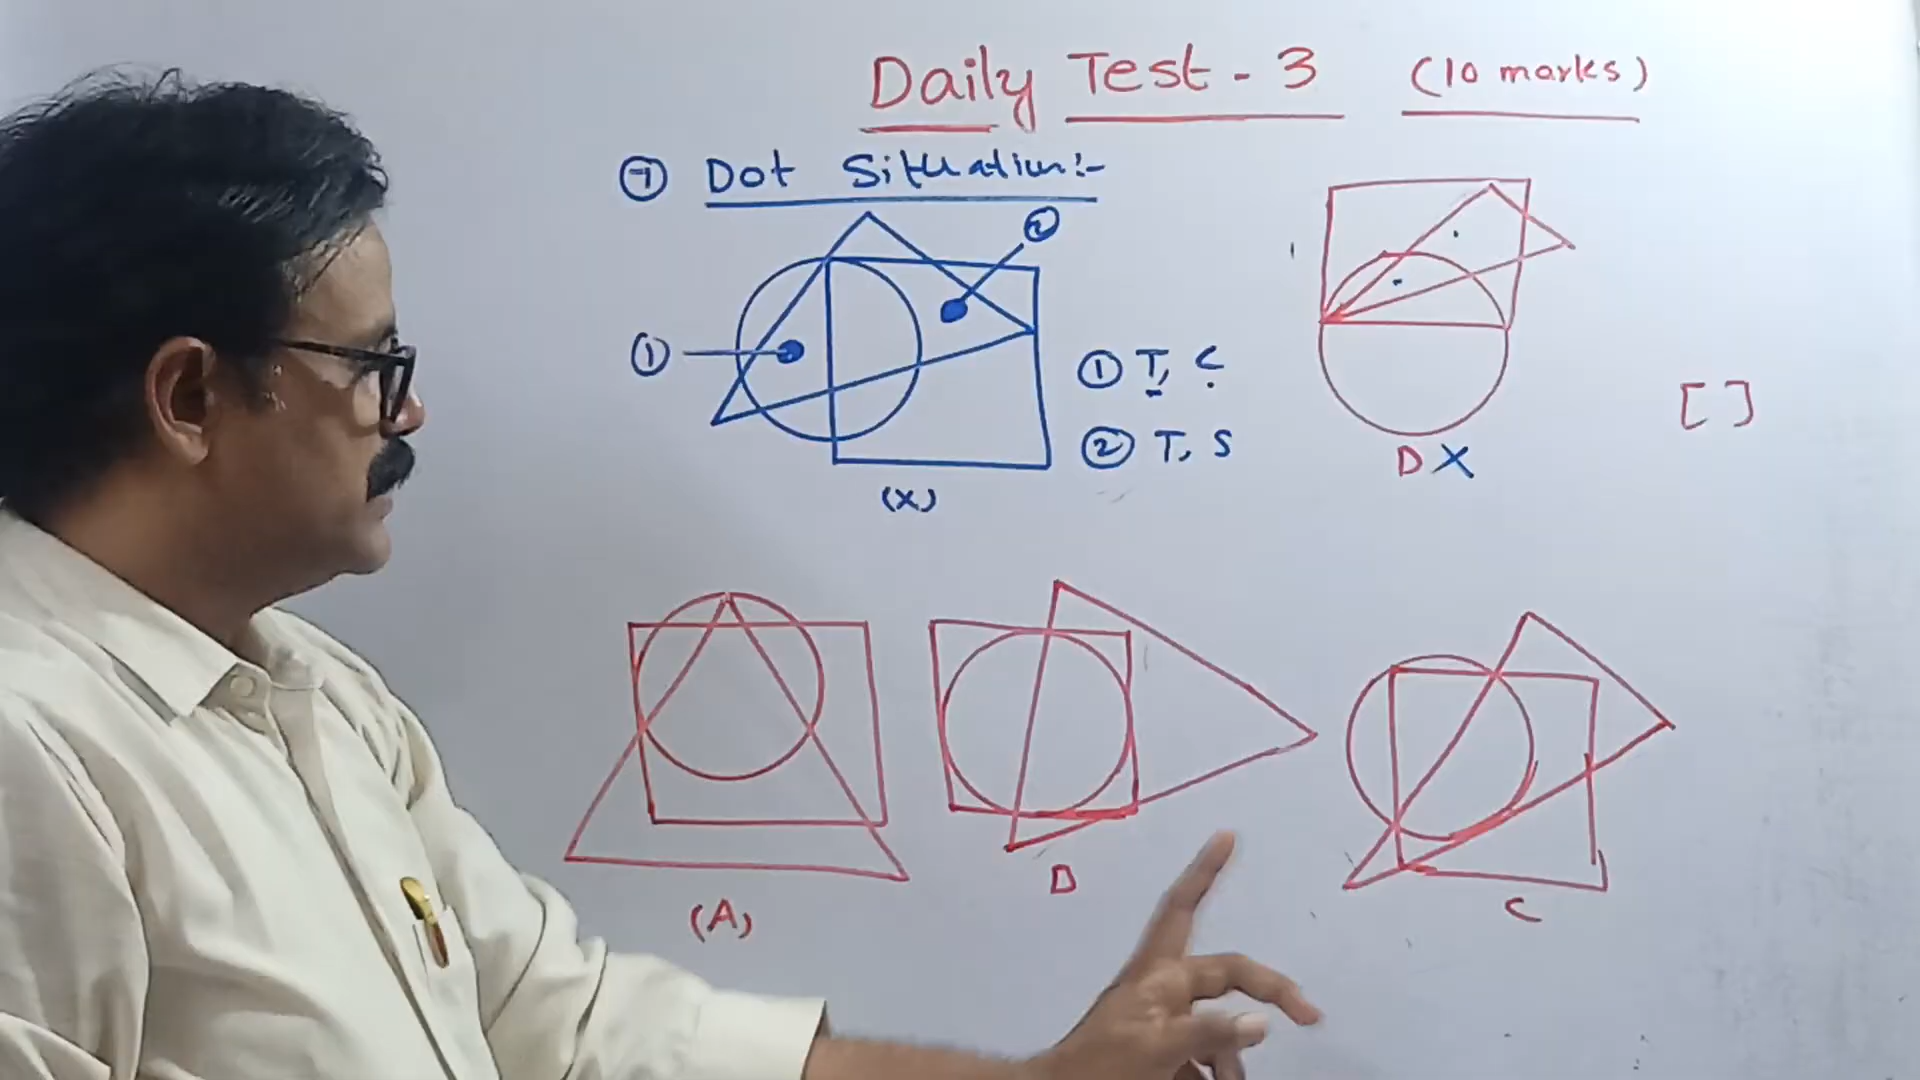 Daily Test - 3 (10 marks)
⑦ Dot Situation:-
②
①
① T, C
② T, S
(X)
D X
[ ]
(A)
B
C